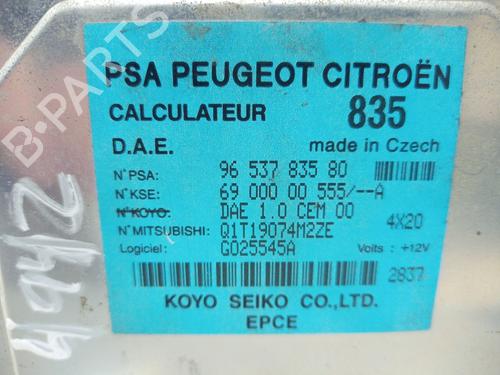 PSA PEUGEOT CITROËN
CALCULATEUR 835
D.A.E. made in Czech
N°PSA: 96 537 835 80
N°KSE: 69 000 00 555/--A
N°KOYO: DAE 1.0 CEM 00
N°MITSUBISHI: Q1T19074M2ZE 4X20
Logiciel: G025545A Volts : +12V
2837
KOYO SEIKO CO.,LTD.
EPCE
B-PARTS